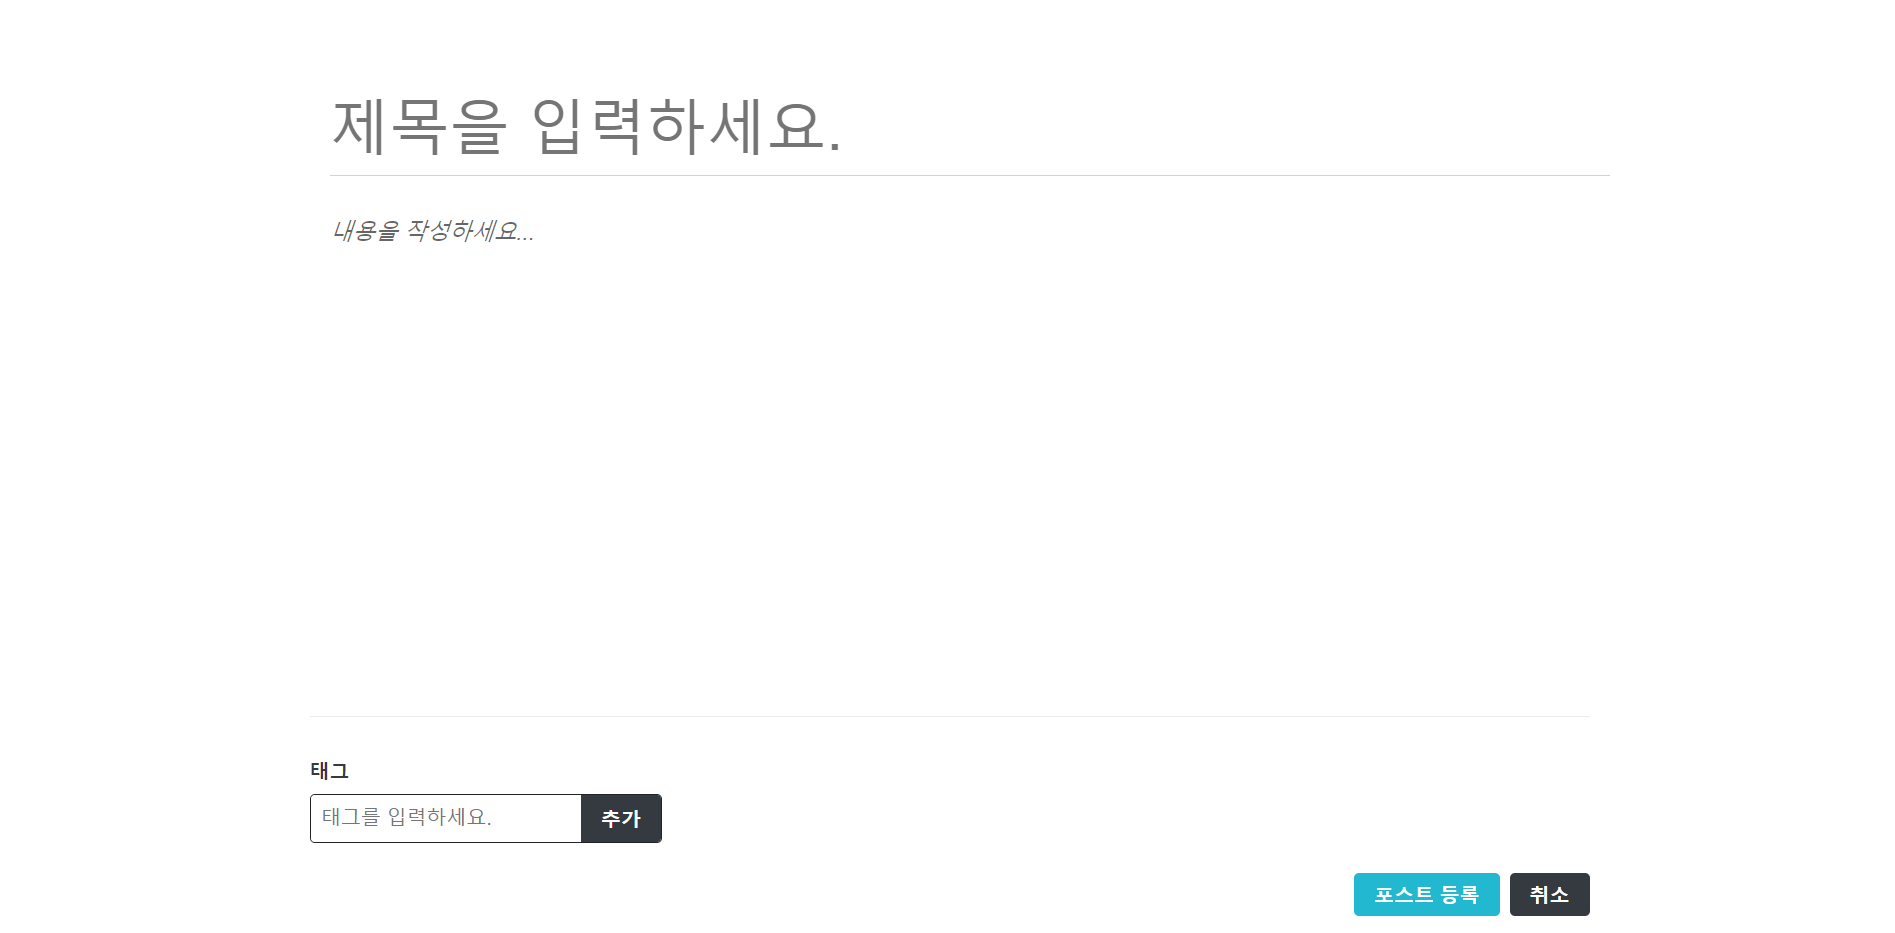 제목을 입력하세요.
내용을 작성하세요...
태그
태그를 입력하세요. 추가
포스트 등록 취소